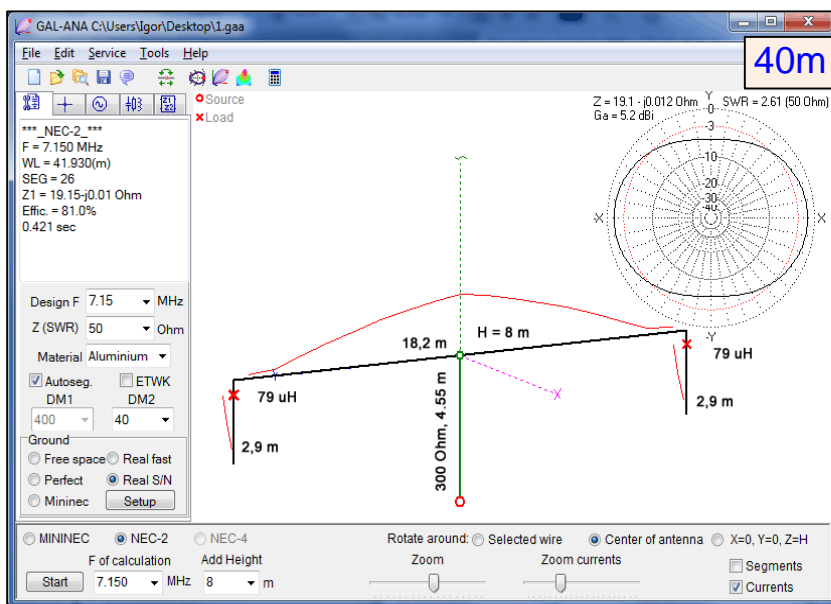 GAL-ANA C:\Users\Igor\Desktop\1.gaa
File Edit Service Tools Help
40m
Source
Load
Z = 19.1 - j0.012 Ohm SWR = 2.61 (50 Ohm)
Ga = 5.2 dBi
Y
-0
-3
-10
-20
-30
-40
-X
X
-Y
***_NEC-2_***
F = 7.150 MHz
WL = 41.930(m)
SEG = 26
Z1 = 19.15-j0.01 Ohm
Effic. = 81.0%
0.421 sec
Design F 7.15 MHz
Z (SWR) 50 Ohm
Material Aluminium
Autoseg. ETWK
DM1 DM2
400 40
Ground
Free space Real fast
Perfect Real S/N
Mininec Setup
18,2 m
H = 8 m
79 uH
79 uH
2,9 m
2,9 m
300 Ohm, 4.55 m
X
Y
MININEC NEC-2 NEC-4
Rotate around: Selected wire Center of antenna X=0, Y=0, Z=H
F of calculation Add Height Zoom Zoom currents
Start 7.150 MHz 8 m
Segments
Currents